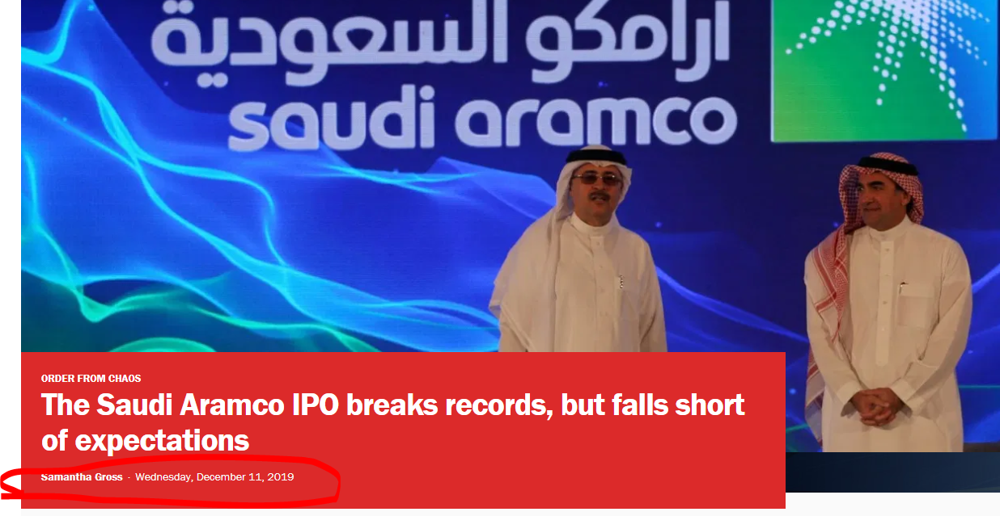 ارامكو السعودية
saudi aramco
ORDER FROM CHAOS
The Saudi Aramco IPO breaks records, but falls short
of expectations
Samantha Gross - Wednesday, December 11, 2019